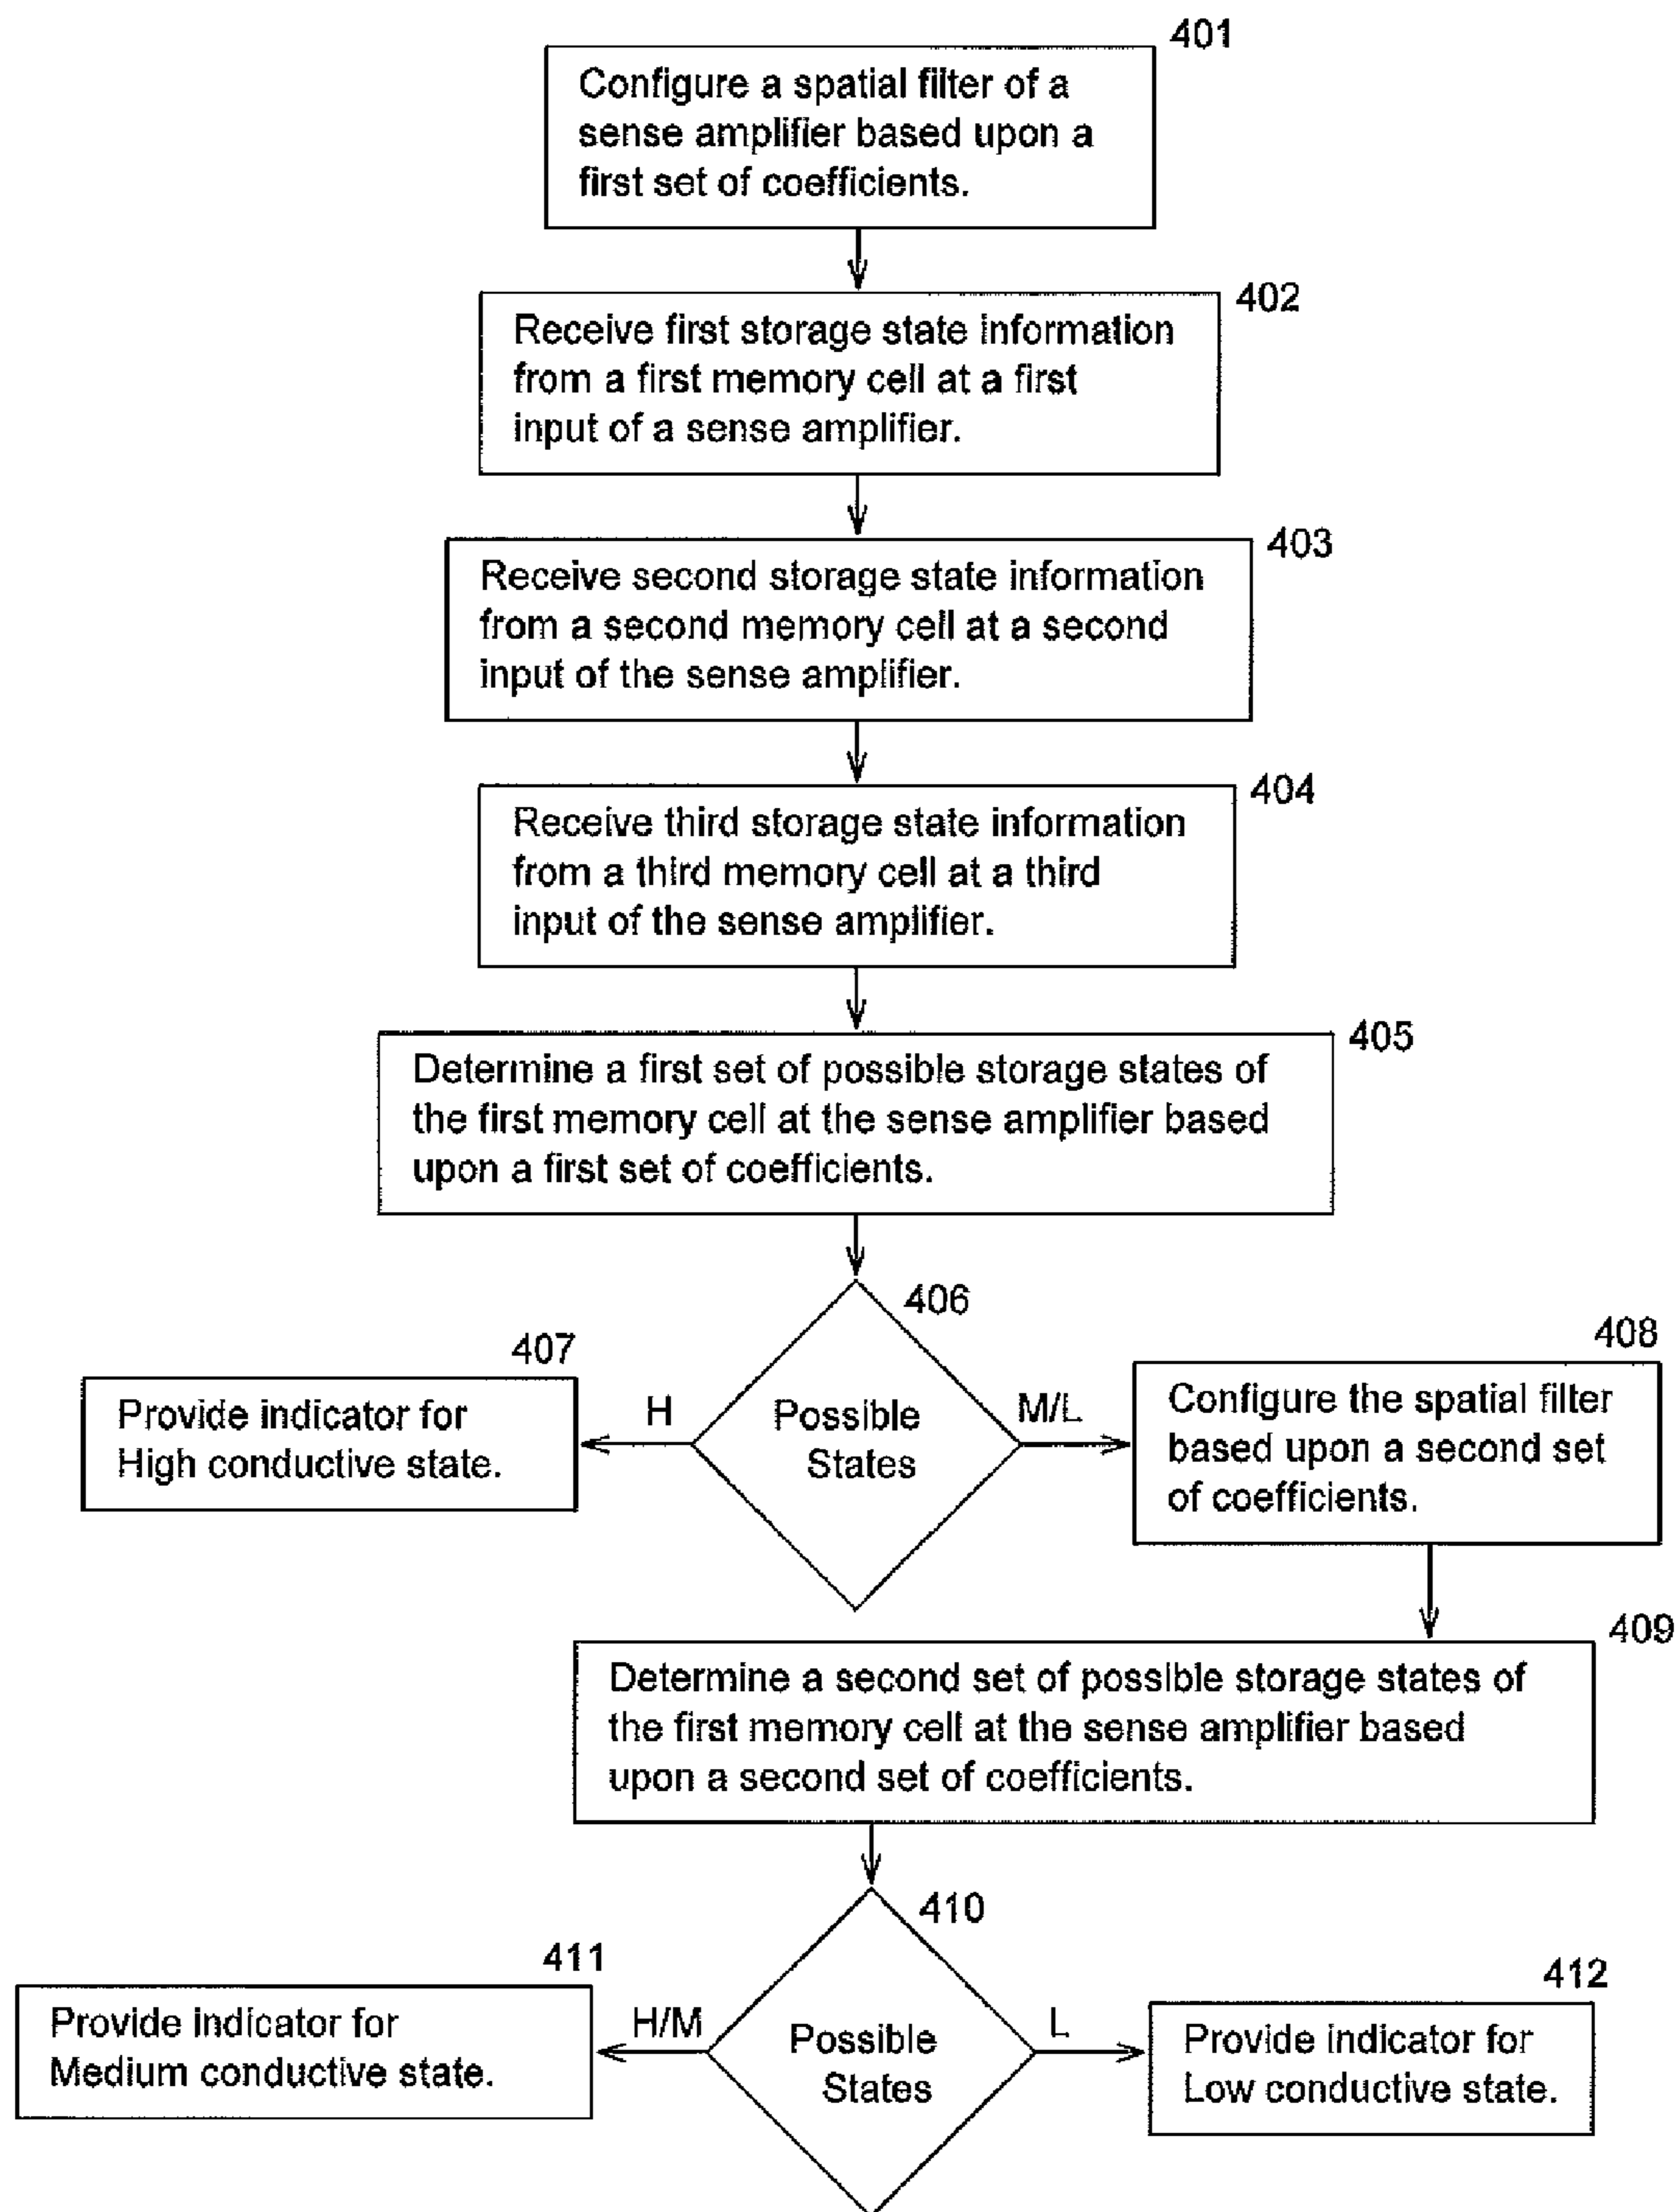 401
Configure a spatial filter of a
sense amplifier based upon a
first set of coefficients.
402
Receive first storage state information
from a first memory cell at a first
input of a sense amplifier.
403
Receive second storage state information
from a second memory cell at a second
input of the sense amplifier.
404
Receive third storage state information
from a third memory cell at a third
input of the sense amplifier.
405
Determine a first set of possible storage states of
the first memory cell at the sense amplifier based
upon a first set of coefficients.
406
Possible
States
H
M/L
407
Provide indicator for
High conductive state.
408
Configure the spatial filter
based upon a second set
of coefficients.
409
Determine a second set of possible storage states of
the first memory cell at the sense amplifier based
upon a second set of coefficients.
410
Possible
States
H/M
L
411
Provide indicator for
Medium conductive state.
412
Provide indicator for
Low conductive state.